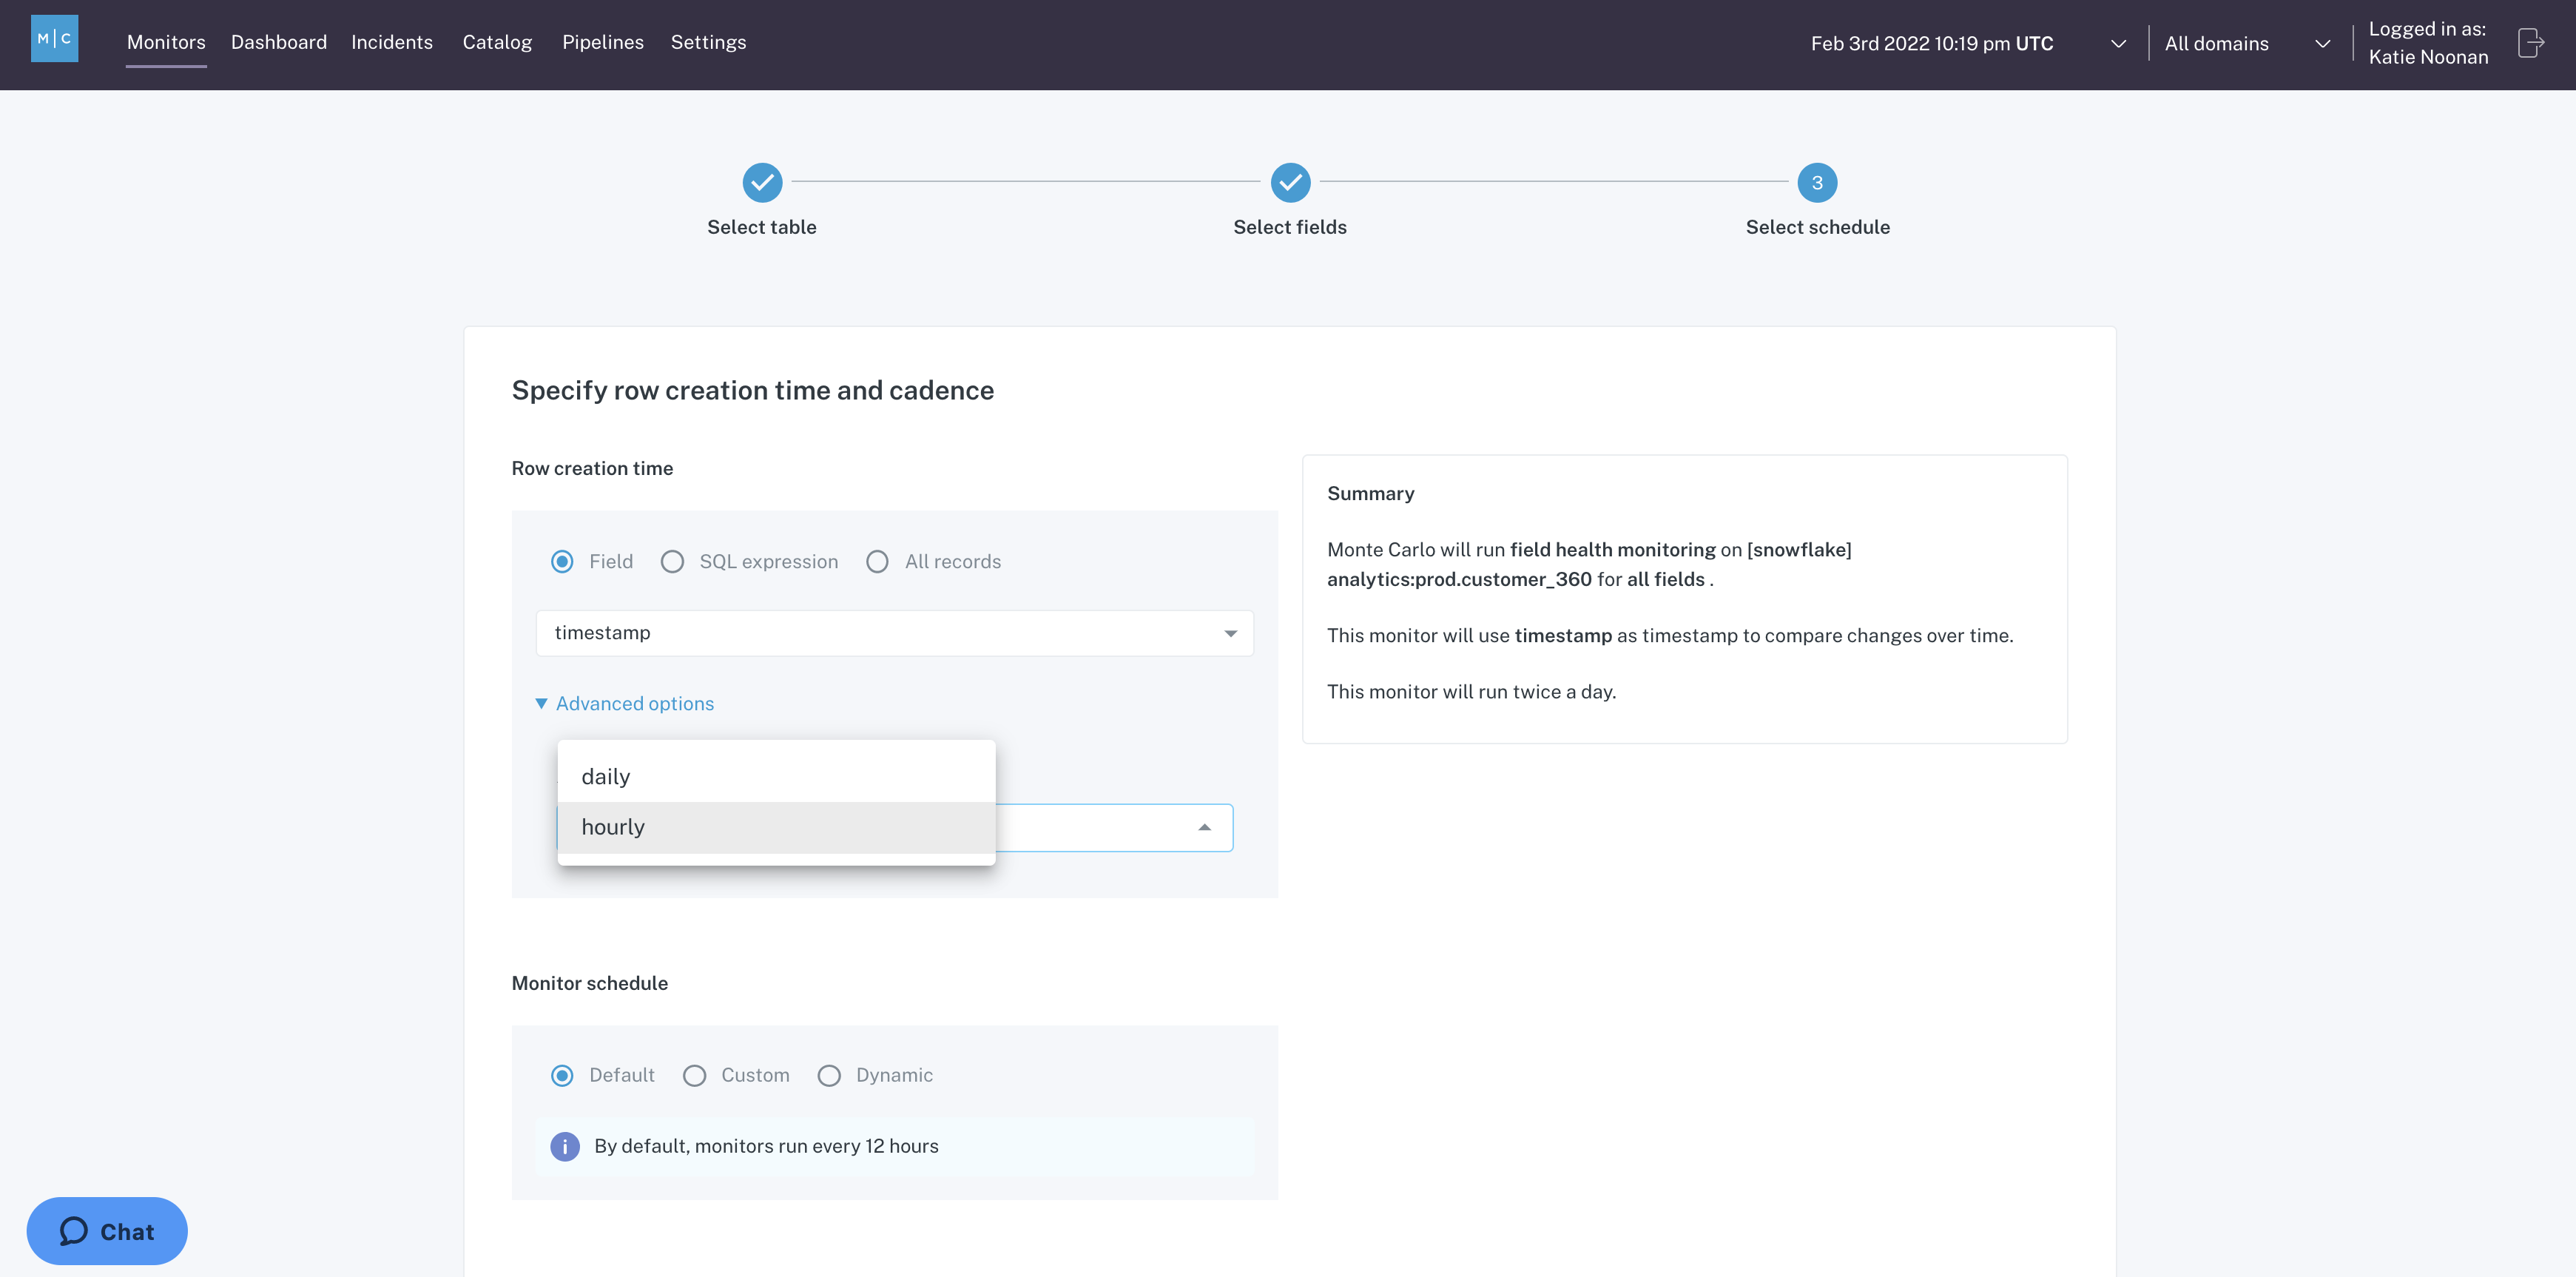 M|C
Monitors Dashboard Incidents Catalog Pipelines Settings
Feb 3rd 2022 10:19 pm UTC
All domains
Logged in as:
Katie Noonan
3
Select table
Select fields
Select schedule
Specify row creation time and cadence
Row creation time
Field SQL expression All records
timestamp
Advanced options
daily
hourly
Summary
Monte Carlo will run field health monitoring on [snowflake]
analytics:prod.customer_360 for all fields .
This monitor will use timestamp as timestamp to compare changes over time.
This monitor will run twice a day.
Monitor schedule
Default Custom Dynamic
i By default, monitors run every 12 hours
Chat